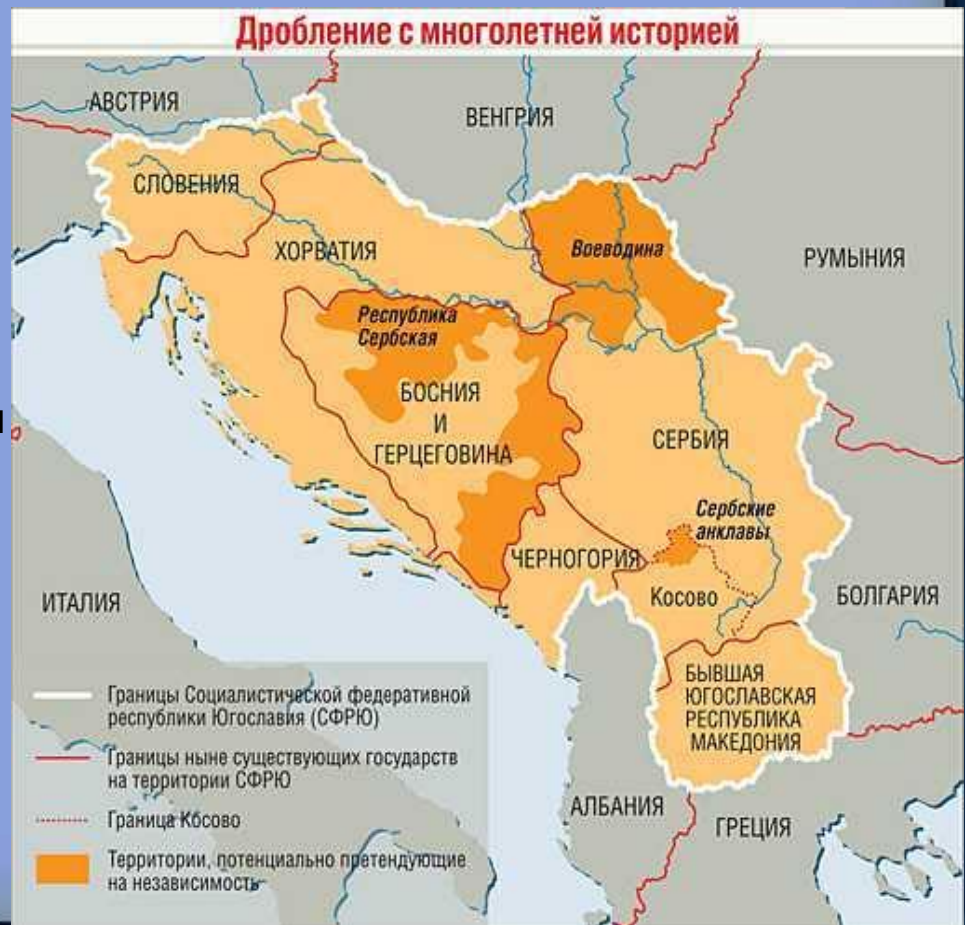 Дробление с многолетней историей
АВСТРИЯ
ВЕНГРИЯ
СЛОВЕНИЯ
ХОРВАТИЯ
Воеводина
РУМЫНИЯ
Республика
Сербская
БОСНИЯ
И
ГЕРЦЕГОВИНА
СЕРБИЯ
Сербские
анклавы
ЧЕРНОГОРИЯ
Косово
ИТАЛИЯ
БОЛГАРИЯ
БЫВШАЯ
ЮГОСЛАВСКАЯ
РЕСПУБЛИКА
МАКЕДОНИЯ
АЛБАНИЯ
ГРЕЦИЯ
Границы Социалистической федеративной
республики Югославия (СФРЮ)
Границы ныне существующих государств
на территории СФРЮ
Граница Косово
Территории, потенциально претендующие
на независимость